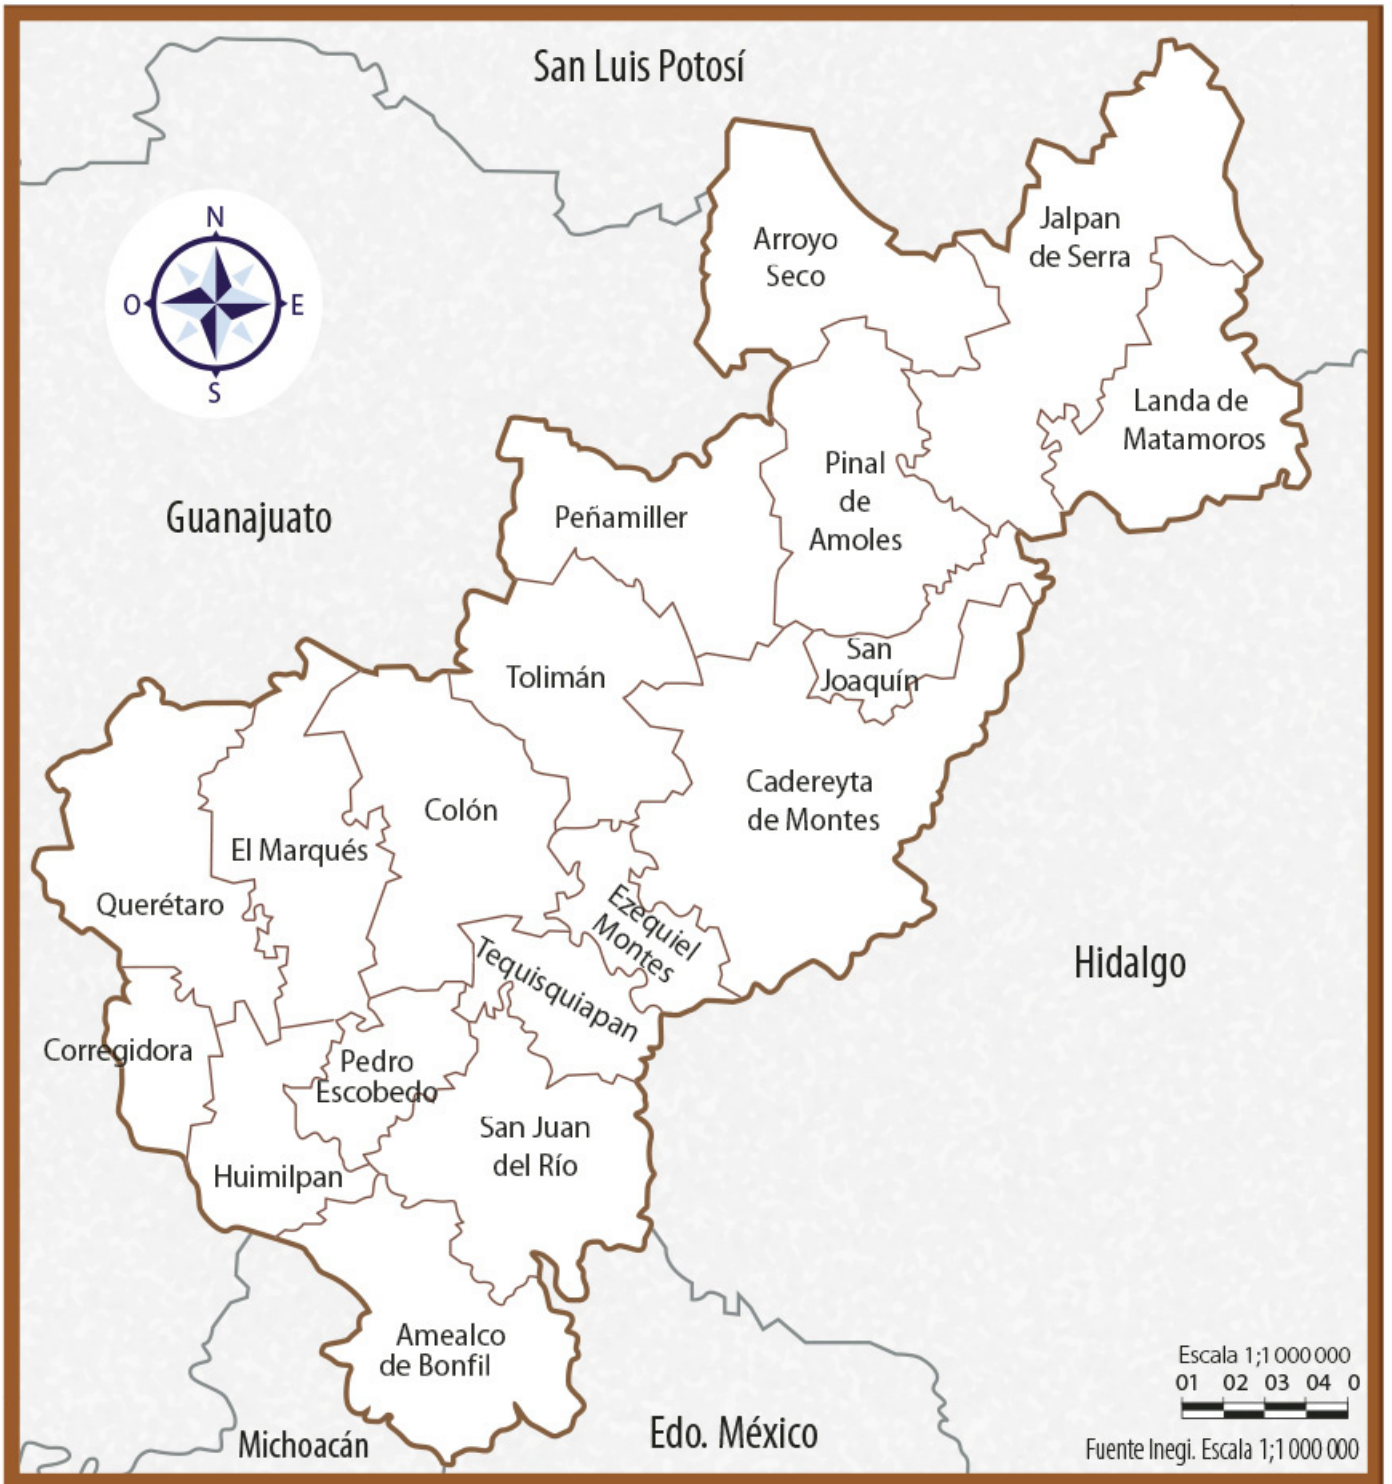 San Luis Potosí
N
O
E
S
Arroyo
Seco
Jalpan
de Serra
Landa de
Matamoros
Pinal
de
Amoles
Peñamiller
Guanajuato
San
Joaquín
Tolimán
Cadereyta
de Montes
Colón
El Marqués
Querétaro
Ezequiel
Montes
Tequisquiapan
Hidalgo
Corregidora
Pedro
Escobedo
San Juan
del Río
Huimilpan
Amealco
de Bonfil
Michoacán
Edo. México
Escala 1;1 000 000
01 02 03 04 0
Fuente Inegi. Escala 1;1 000 000